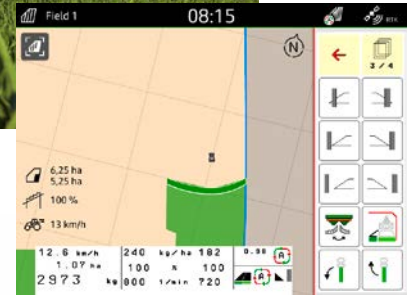 Field 1 08:15 RTK
N
3 / 4
6,25 ha
5,25 ha
100 %
13 km/h
12.6 km/h 240 kg/ha 182 0.98 A
1.07 ha 100 % 100
2973 kg 800 1/min 720 A